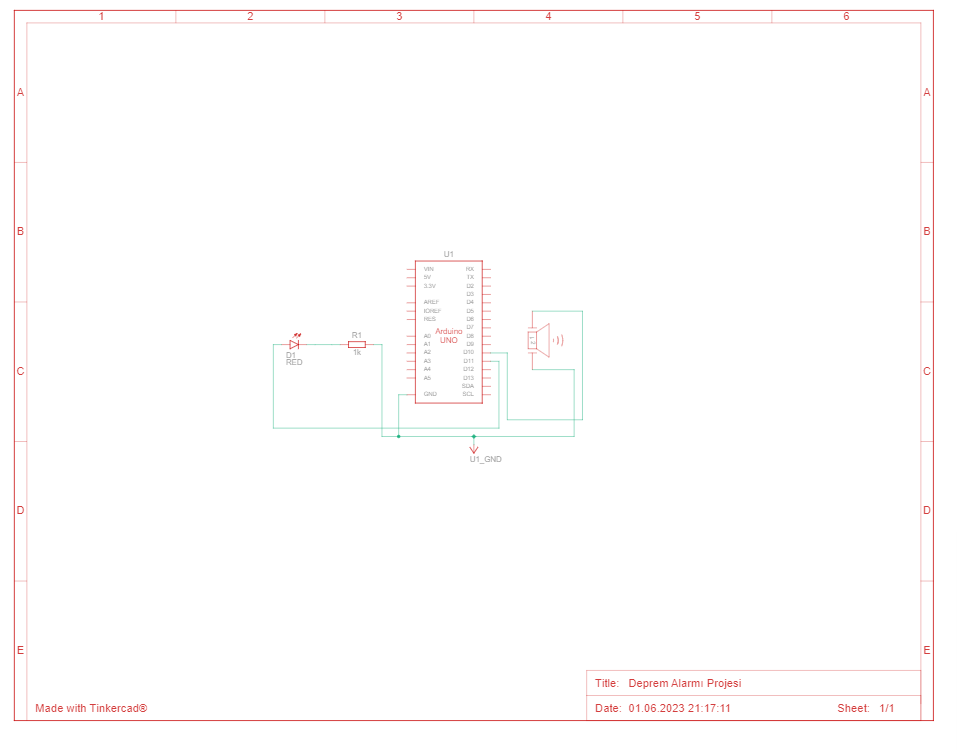 1 2 3 4 5 6
A A
B B
U1
VIN RX
5V TX
3.3V D2
D3
AREF D4
IOREF D5
RES D6
D7
A0 D8
A1 D9
A2 D10
A3 D11
A4 D12
A5 D13
SDA
GND SCL
Arduino
UNO
R1
1k
D1
RED
1 2
C C
U1_GND
D D
E E
Title: Deprem Alarmı Projesi
Made with Tinkercad®
Date: 01.06.2023 21:17:11 Sheet: 1/1